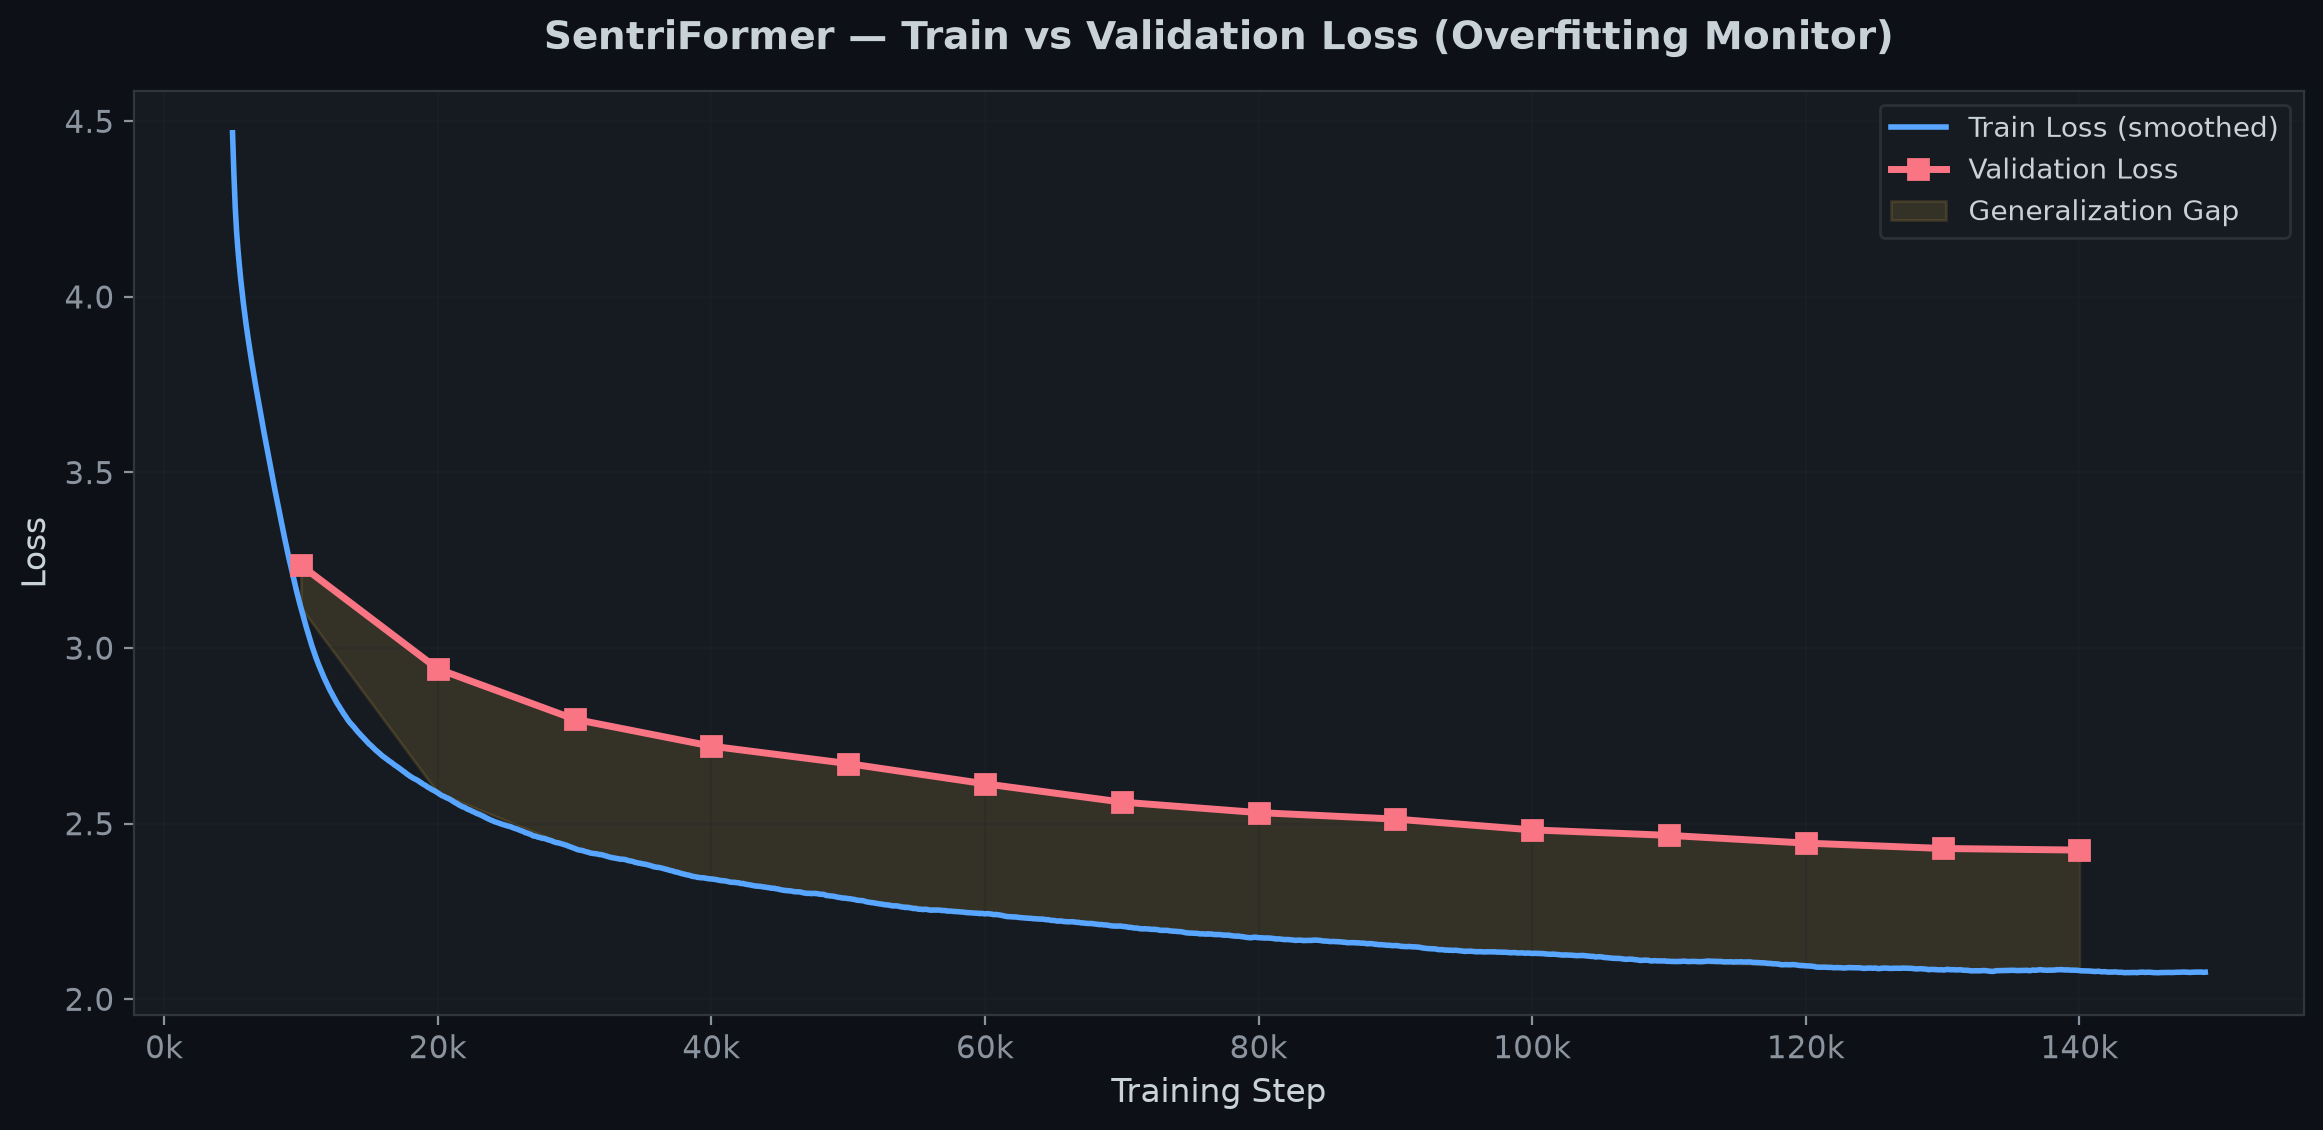 SentriFormer — Train vs Validation Loss (Overfitting Monitor)
Train Loss (smoothed)
Validation Loss
Generalization Gap
Loss
4.5
4.0
3.5
3.0
2.5
2.0
0k 20k 40k 60k 80k 100k 120k 140k
Training Step